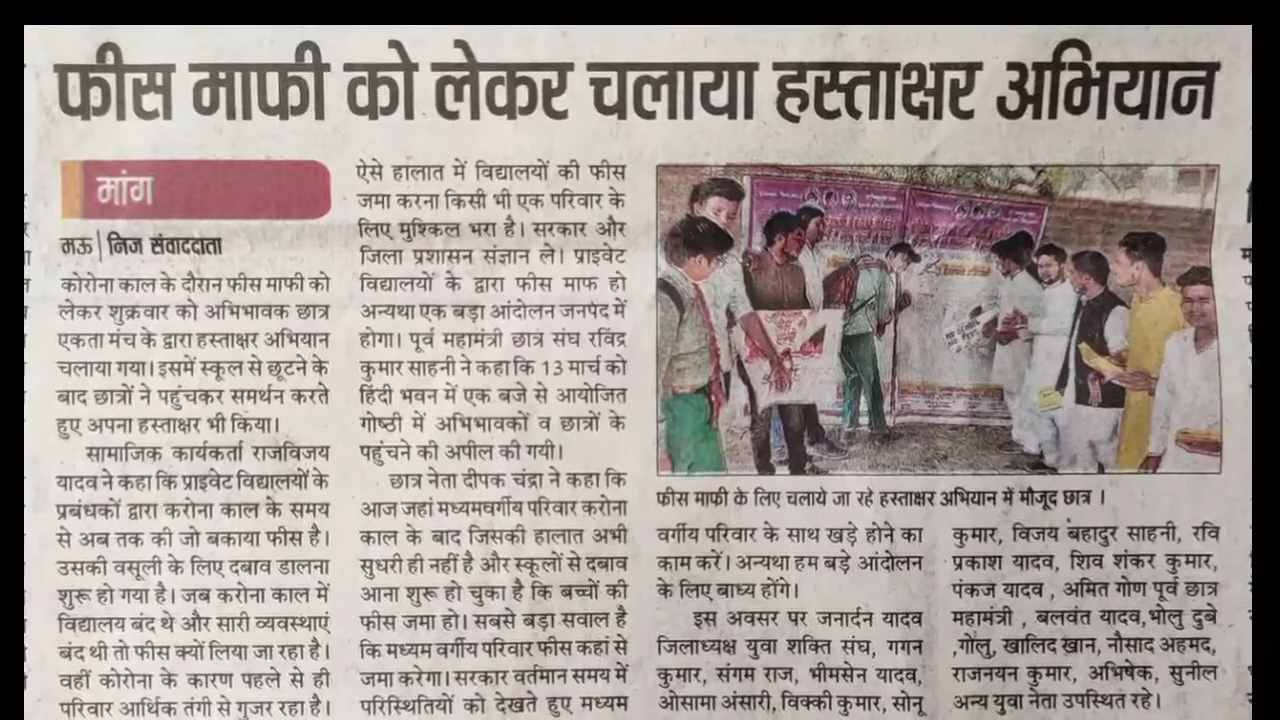 फीस माफी को लेकर चलाया हस्ताक्षर अभियान
मांग
मऊ | निज संवाददाता
कोरोना काल के दौरान फीस माफी को
लेकर शुक्रवार को अभिभावक छात्र
एकता मंच के द्वारा हस्ताक्षर अभियान
चलाया गया। इसमें स्कूल से छूटने के
बाद छात्रों ने पहुंचकर समर्थन करते
हुए अपना हस्ताक्षर भी किया।
सामाजिक कार्यकर्ता राजविजय
यादव ने कहा कि प्राइवेट विद्यालयों के
प्रबंधकों द्वारा करोना काल के समय
से अब तक की जो बकाया फीस है।
उसकी वसूली के लिए दबाव डालना
शुरू हो गया है। जब करोना काल में
विद्यालय बंद थे और सारी व्यवस्थाएं
बंद थी तो फीस क्यों लिया जा रहा है।
वहीं कोरोना के कारण पहले से ही
परिवार आर्थिक तंगी से गुजर रहा है।
ऐसे हालात में विद्यालयों की फीस
जमा करना किसी भी एक परिवार के
लिए मुश्किल भरा है। सरकार और
जिला प्रशासन संज्ञान ले। प्राइवेट
विद्यालयों के द्वारा फीस माफ हो
अन्यथा एक बड़ा आंदोलन जनपद में
होगा। पूर्व महामंत्री छात्र संघ रविंद्र
कुमार साहनी ने कहा कि 13 मार्च को
हिंदी भवन में एक बजे से आयोजित
गोष्ठी में अभिभावकों व छात्रों के
पहुंचने की अपील की गयी।
छात्र नेता दीपक चंद्रा ने कहा कि
आज जहां मध्यमवर्गीय परिवार करोना
काल के बाद जिसकी हालात अभी
सुधरी ही नहीं है और स्कूलों से दबाव
आना शुरू हो चुका है कि बच्चों की
फीस जमा हो। सबसे बड़ा सवाल है
कि मध्यम वर्गीय परिवार फीस कहां से
जमा करेगा। सरकार वर्तमान समय में
परिस्थितियों को देखते हुए मध्यम
फीस माफी के लिए चलाये जा रहे हस्ताक्षर अभियान में मौजूद छात्र ।
वर्गीय परिवार के साथ खड़े होने का
काम करें। अन्यथा हम बड़े आंदोलन
के लिए बाध्य होंगे।
इस अवसर पर जनार्दन यादव
जिलाध्यक्ष युवा शक्ति संघ, गगन
कुमार, संगम राज, भीमसेन यादव,
ओसामा अंसारी, विक्की कुमार, सोनू
कुमार, विजय बहादुर साहनी, रवि
प्रकाश यादव, शिव शंकर कुमार,
पंकज यादव , अमित गोण पूर्व छात्र
महामंत्री , बलवंत यादव,भोलु दुबे
,गोलु, खालिद खान, नौसाद अहमद,
राजनयन कुमार, अभिषेक, सुनील
अन्य युवा नेता उपस्थित रहे।